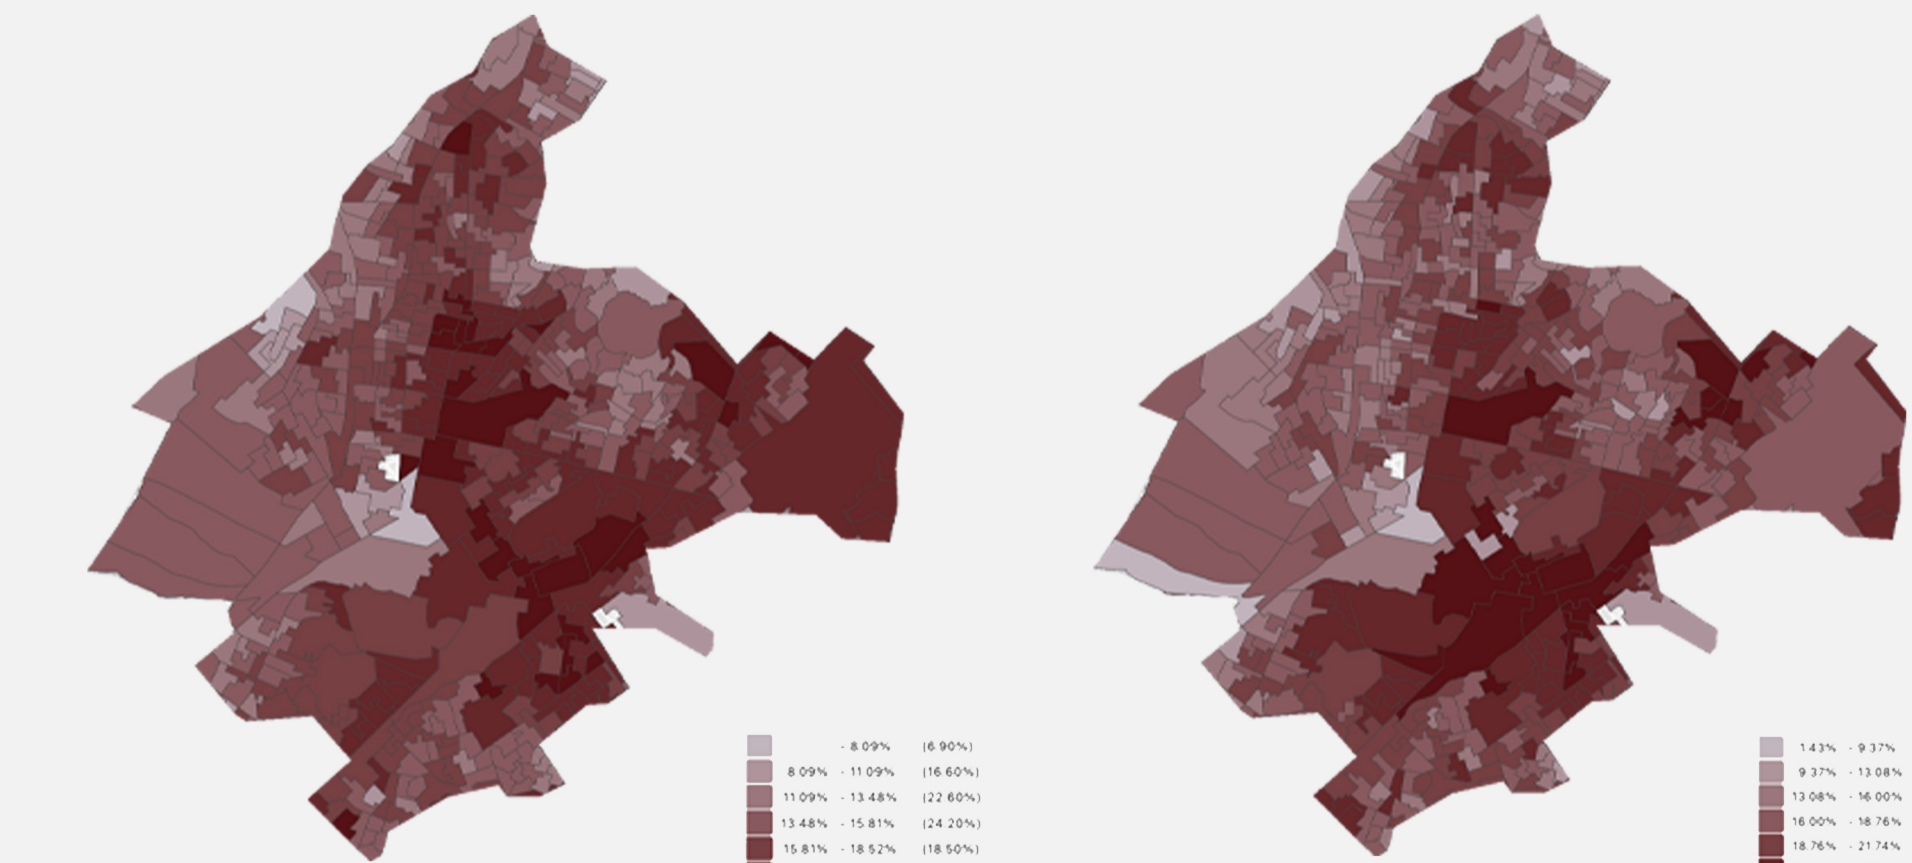 - 8.09% (6.90%)
8.09% - 11.09% (16.60%)
11.09% - 13.48% (22.60%)
13.48% - 15.81% (24.20%)
15.81% - 18.52% (18.50%)
1.43% - 9.37%
9.37% - 13.08%
13.08% - 16.00%
16.00% - 18.76%
18.76% - 21.74%